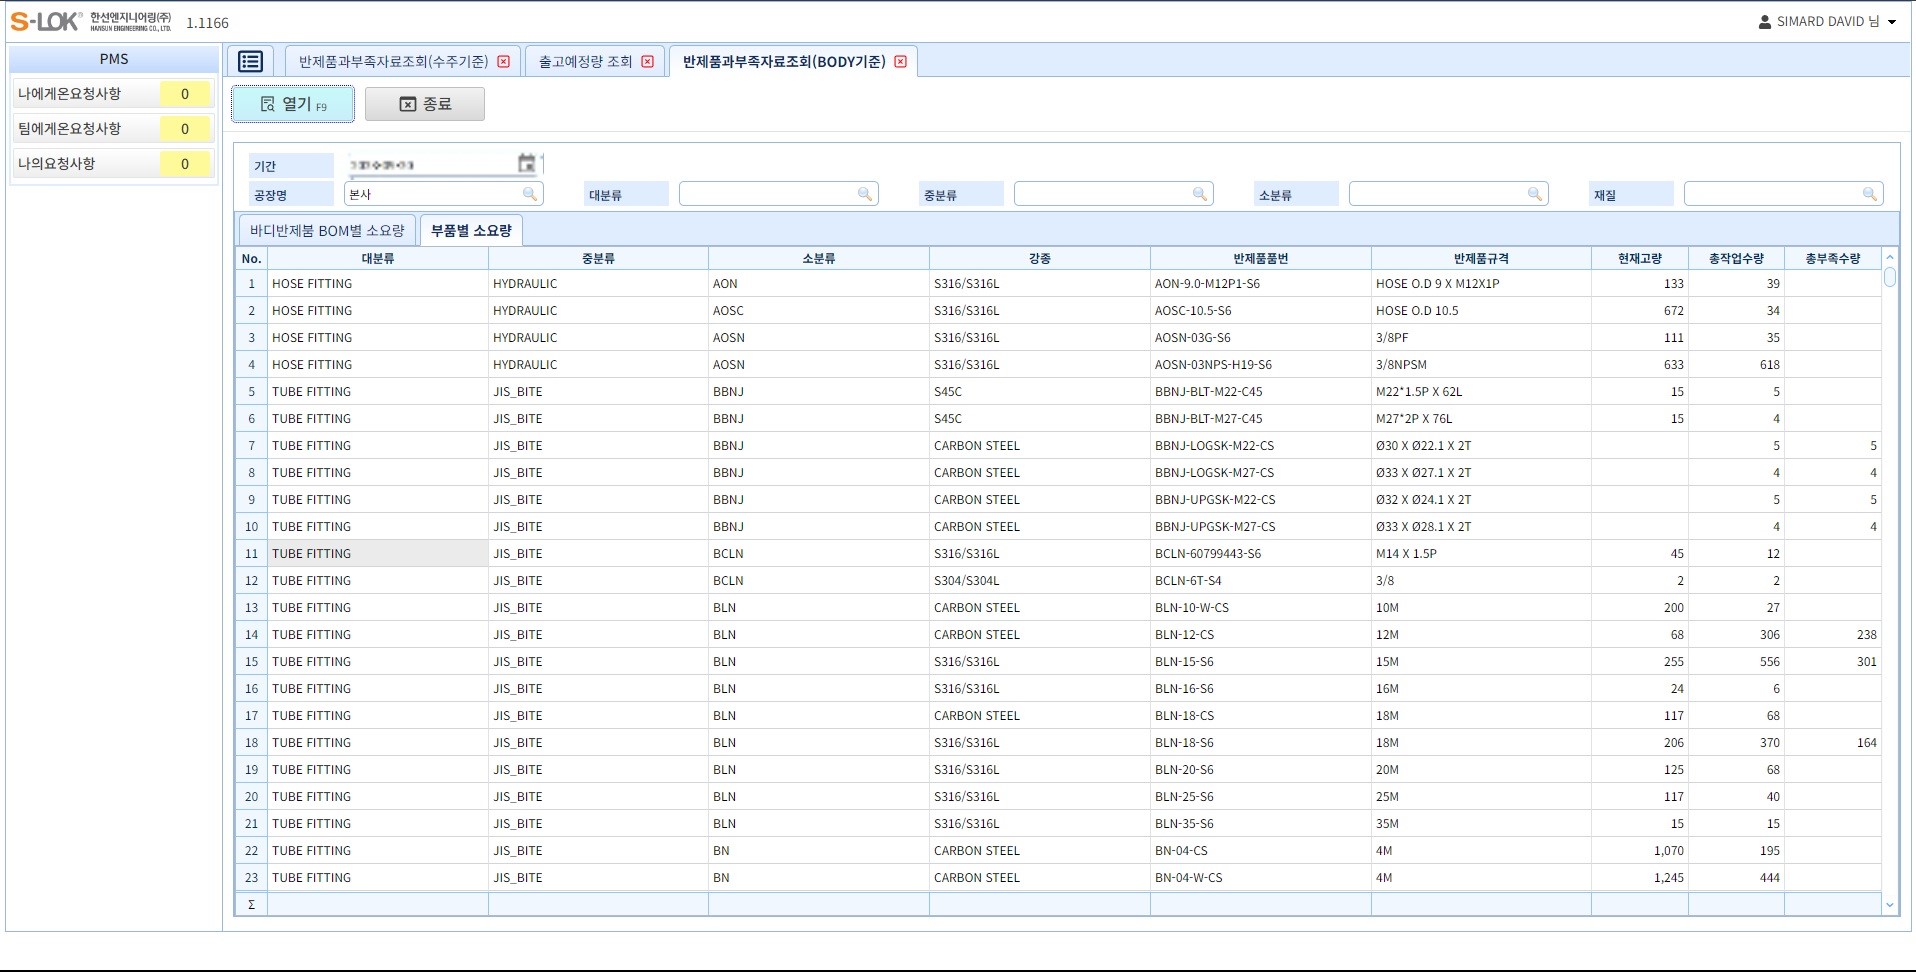 S-LOK® 한선엔지니어링(주) HANSUN ENGINEERING CO., LTD. 1.1166 SIMARD DAVID 님
PMS
나에게온요청사항 0
팀에게온요청사항 0
나의요청사항 0
반제품과부족자료조회(수주기준) 출고예정량 조회 반제품과부족자료조회(BODY기준)
열기 F9 종료
기간
공장명 본사 대분류 중분류 소분류 재질
바디반제붐 BOM별 소요량 부품별 소요량
No. 대분류 중분류 소분류 강종 반제품품번 반제품규격 현재고량 총작업수량 총부족수량
1 HOSE FITTING HYDRAULIC AON S316/S316L AON-9.0-M12P1-S6 HOSE O.D 9 X M12X1P 133 39
2 HOSE FITTING HYDRAULIC AOSC S316/S316L AOSC-10.5-S6 HOSE O.D 10.5 672 34
3 HOSE FITTING HYDRAULIC AOSN S316/S316L AOSN-03G-S6 3/8PF 111 35
4 HOSE FITTING HYDRAULIC AOSN S316/S316L AOSN-03NPS-H19-S6 3/8NPSM 633 618
5 TUBE FITTING JIS_BITE BBNJ S45C BBNJ-BLT-M22-C45 M22*1.5P X 62L 15 5
6 TUBE FITTING JIS_BITE BBNJ S45C BBNJ-BLT-M27-C45 M27*2P X 76L 15 4
7 TUBE FITTING JIS_BITE BBNJ CARBON STEEL BBNJ-LOGSK-M22-CS Ø30 X Ø22.1 X 2T 5 5
8 TUBE FITTING JIS_BITE BBNJ CARBON STEEL BBNJ-LOGSK-M27-CS Ø33 X Ø27.1 X 2T 4 4
9 TUBE FITTING JIS_BITE BBNJ CARBON STEEL BBNJ-UPGSK-M22-CS Ø32 X Ø24.1 X 2T 5 5
10 TUBE FITTING JIS_BITE BBNJ CARBON STEEL BBNJ-UPGSK-M27-CS Ø33 X Ø28.1 X 2T 4 4
11 TUBE FITTING JIS_BITE BCLN S316/S316L BCLN-60799443-S6 M14 X 1.5P 45 12
12 TUBE FITTING JIS_BITE BCLN S304/S304L BCLN-6T-S4 3/8 2 2
13 TUBE FITTING JIS_BITE BLN CARBON STEEL BLN-10-W-CS 10M 200 27
14 TUBE FITTING JIS_BITE BLN CARBON STEEL BLN-12-CS 12M 68 306 238
15 TUBE FITTING JIS_BITE BLN S316/S316L BLN-15-S6 15M 255 556 301
16 TUBE FITTING JIS_BITE BLN S316/S316L BLN-16-S6 16M 24 6
17 TUBE FITTING JIS_BITE BLN CARBON STEEL BLN-18-CS 18M 117 68
18 TUBE FITTING JIS_BITE BLN S316/S316L BLN-18-S6 18M 206 370 164
19 TUBE FITTING JIS_BITE BLN S316/S316L BLN-20-S6 20M 125 68
20 TUBE FITTING JIS_BITE BLN S316/S316L BLN-25-S6 25M 117 40
21 TUBE FITTING JIS_BITE BLN S316/S316L BLN-35-S6 35M 15 15
22 TUBE FITTING JIS_BITE BN CARBON STEEL BN-04-CS 4M 1,070 195
23 TUBE FITTING JIS_BITE BN CARBON STEEL BN-04-W-CS 4M 1,245 444
Σ